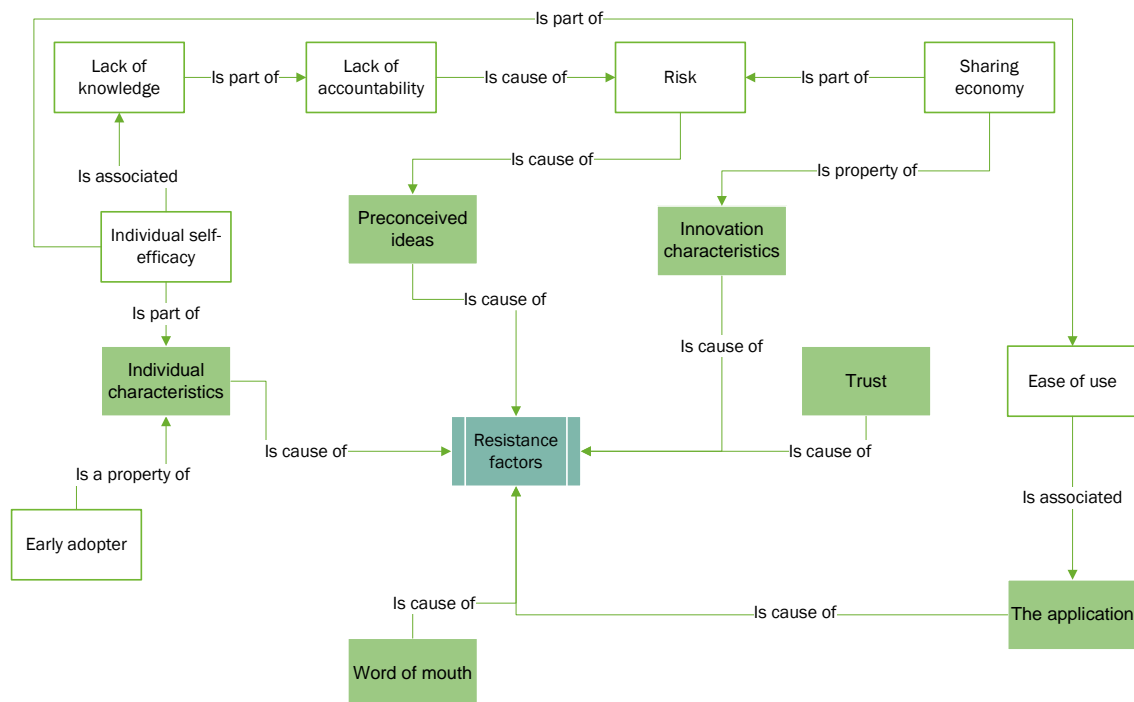 Is part of
Lack of
knowledge
Is part of
Lack of
accountability
Is cause of
Risk
Is part of
Sharing
economy
Is associated
Is cause of
Is property of
Individual self-
efficacy
Preconceived
ideas
Innovation
characteristics
Is part of
Is cause of
Is cause of
Individual
characteristics
Trust
Ease of use
Is cause of
Resistance
factors
Is cause of
Is a property of
Is associated
Early adopter
Is cause of
Is cause of
The application
Word of mouth